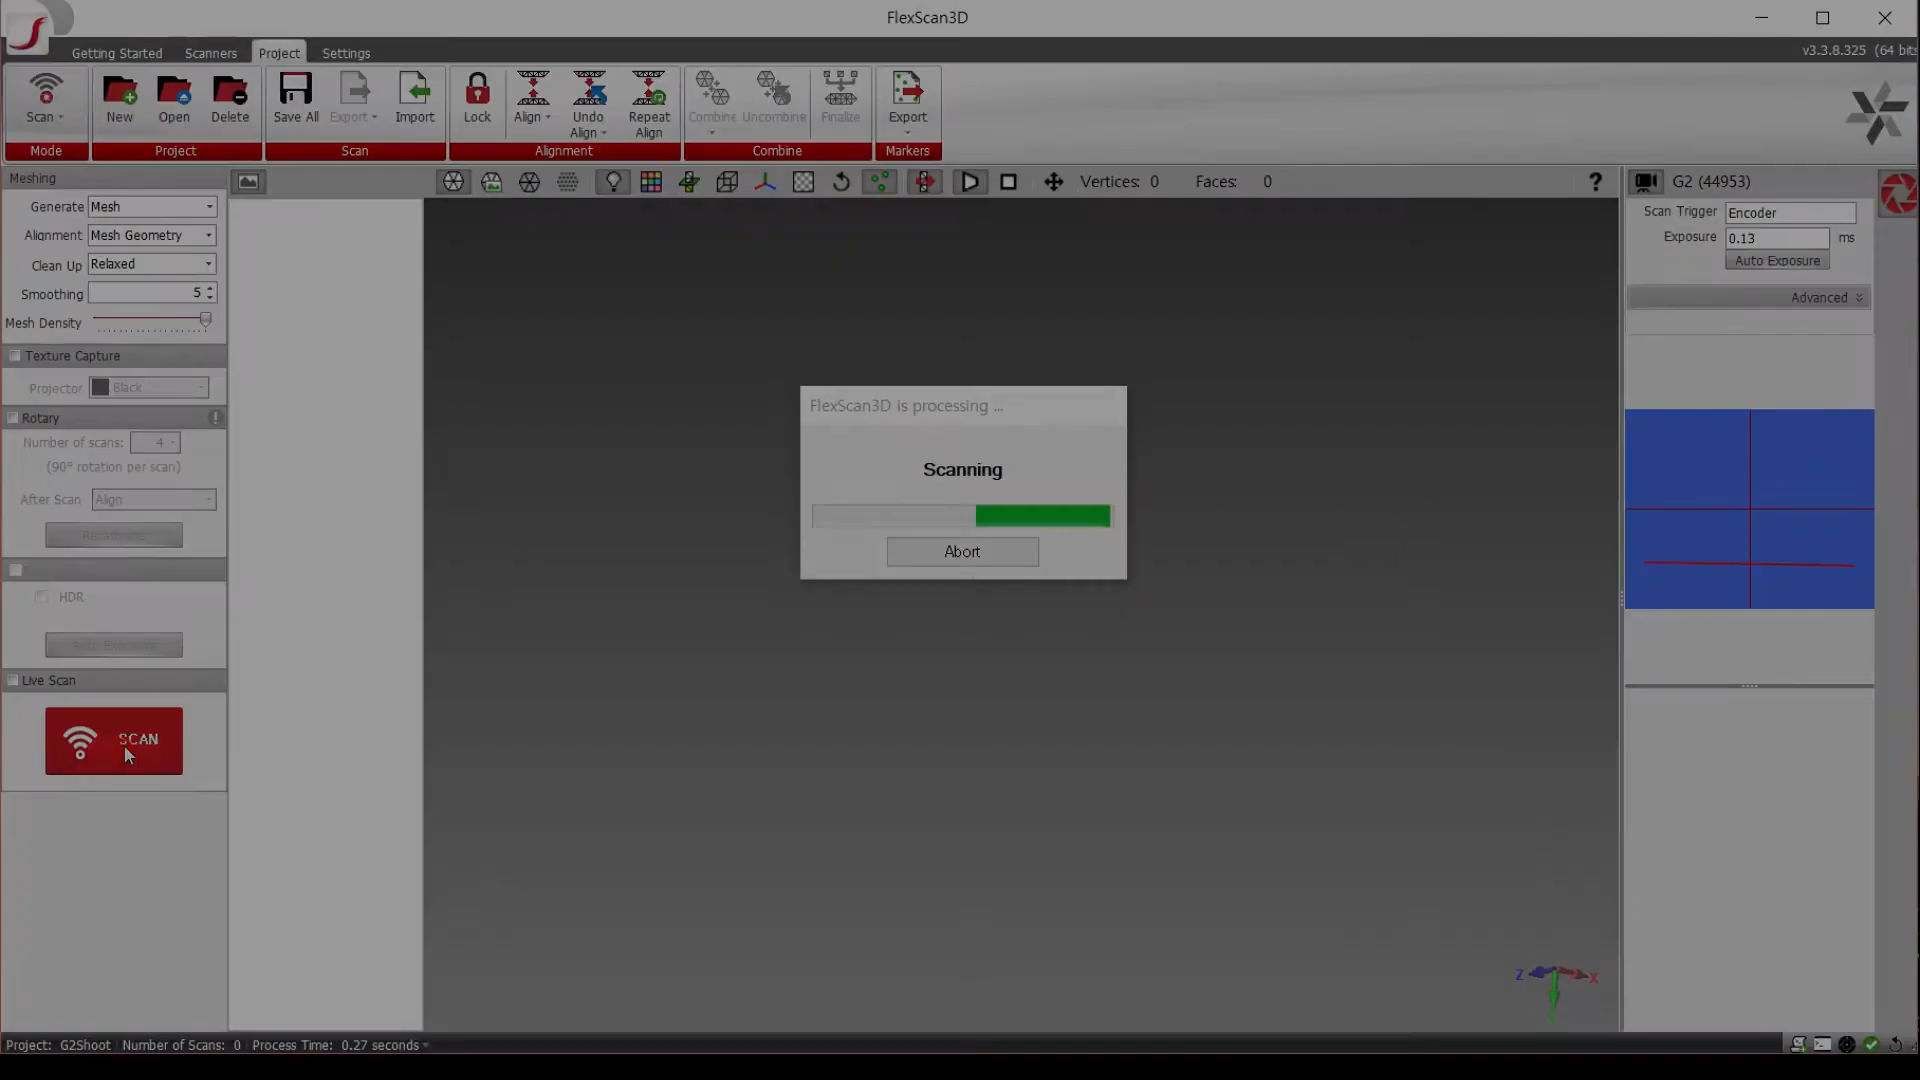 FlexScan3D
Getting Started Scanners Project Settings
v3.3.8.325 (64 bits
Scan New Open Delete Save All Export Import Lock Align Undo Align Repeat Align Combine Uncombine Finalize Export
Mode Project Scan Alignment Combine Markers
Meshing
Vertices: 0 Faces: 0 ?
G2 (44953)
Generate Mesh
Alignment Mesh Geometry
Clean Up Relaxed
Smoothing 5
Mesh Density
Texture Capture
Projector Black
Rotary
Number of scans: 4
(90° rotation per scan)
After Scan Align
HDR
Live Scan
SCAN
FlexScan3D is processing ...
Scanning
Abort
Scan Trigger Encoder
Exposure 0.13 ms
Auto Exposure
Advanced
Z X
Project: G2Shoot Number of Scans: 0 Process Time: 0.27 seconds